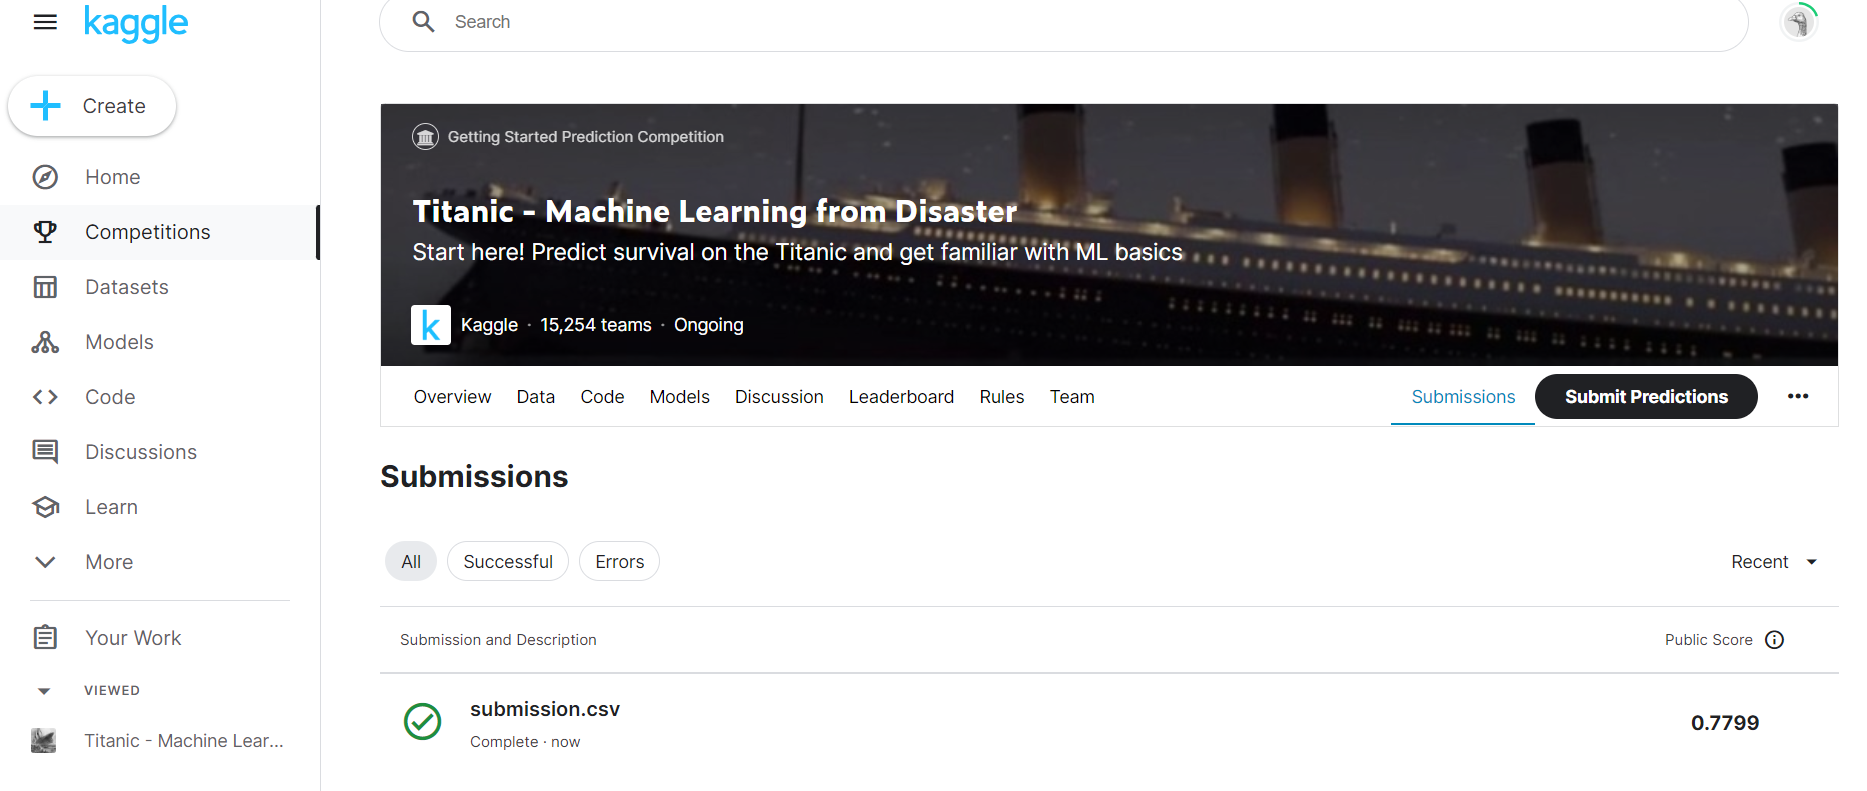 kaggle
Search
Create
Home
Competitions
Datasets
Models
Code
Discussions
Learn
More
Your Work
VIEWED
Titanic - Machine Lear...
Getting Started Prediction Competition
Titanic - Machine Learning from Disaster
Start here! Predict survival on the Titanic and get familiar with ML basics
k Kaggle · 15,254 teams · Ongoing
Overview Data Code Models Discussion Leaderboard Rules Team Submissions Submit Predictions
Submissions
All Successful Errors Recent
Submission and Description Public Score
submission.csv 0.7799
Complete · now